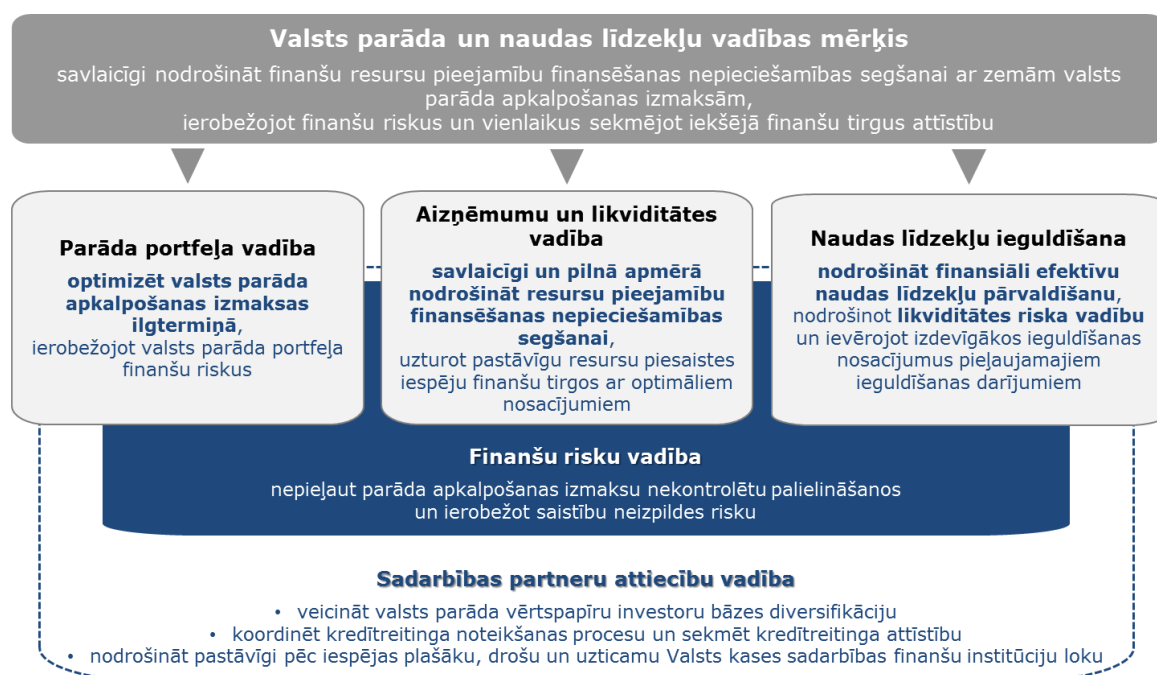 Valsts parāda un naudas līdzekļu vadības mērķis
savlaicīgi nodrošināt finanšu resursu pieejamību finansēšanas nepieciešamības segšanai ar zemām valsts
parāda apkalpošanas izmaksām,
ierobežojot finanšu riskus un vienlaikus sekmējot iekšējā finanšu tirgus attīstību
Parāda portfeļa vadība
optimizēt valsts parāda
apkalpošanas izmaksas
ilgtermiņā,
ierobežojot valsts parāda portfeļa
finanšu riskus
Aizņēmumu un likviditātes
vadība
savlaicīgi un pilnā apmērā
nodrošināt resursu pieejamību
finansēšanas nepieciešamības
segšanai,
uzturot pastāvīgu resursu piesaistes
iespēju finanšu tirgos ar optimāliem
nosacījumiem
Naudas līdzekļu ieguldīšana
nodrošināt finansiāli efektīvu
naudas līdzekļu pārvaldīšanu,
nodrošinot likviditātes riska vadību
un ievērojot izdevīgākos ieguldīšanas
nosacījumus pieļaujamajiem
ieguldīšanas darījumiem
Finanšu risku vadība
nepieļaut parāda apkalpošanas izmaksu nekontrolētu palielināšanos
un ierobežot saistību neizpildes risku
Sadarbības partneru attiecību vadība
• veicināt valsts parāda vērtspapīru investoru bāzes diversifikāciju
• koordinēt kredītreitinga noteikšanas procesu un sekmēt kredītreitinga attīstību
• nodrošināt pastāvīgi pēc iespējas plašāku, drošu un uzticamu Valsts kases sadarbības finanšu institūciju loku